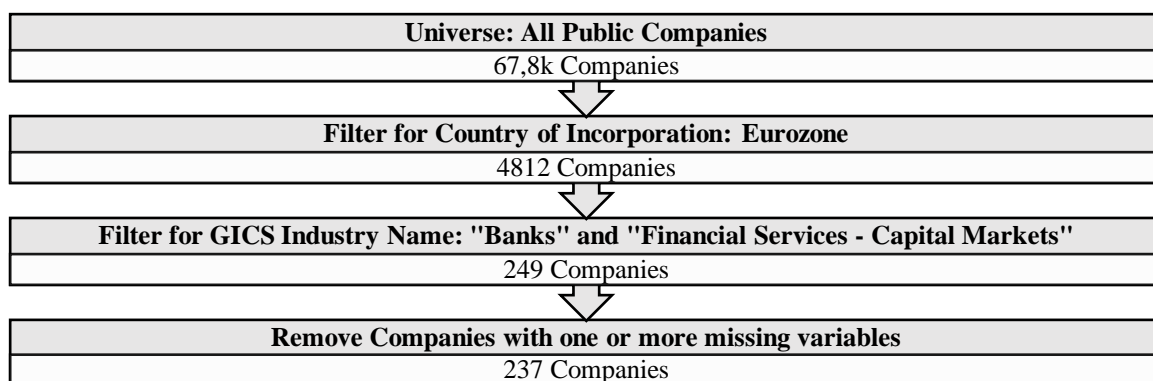 Universe: All Public Companies
67,8k Companies
Filter for Country of Incorporation: Eurozone
4812 Companies
Filter for GICS Industry Name: "Banks" and "Financial Services - Capital Markets"
249 Companies
Remove Companies with one or more missing variables
237 Companies